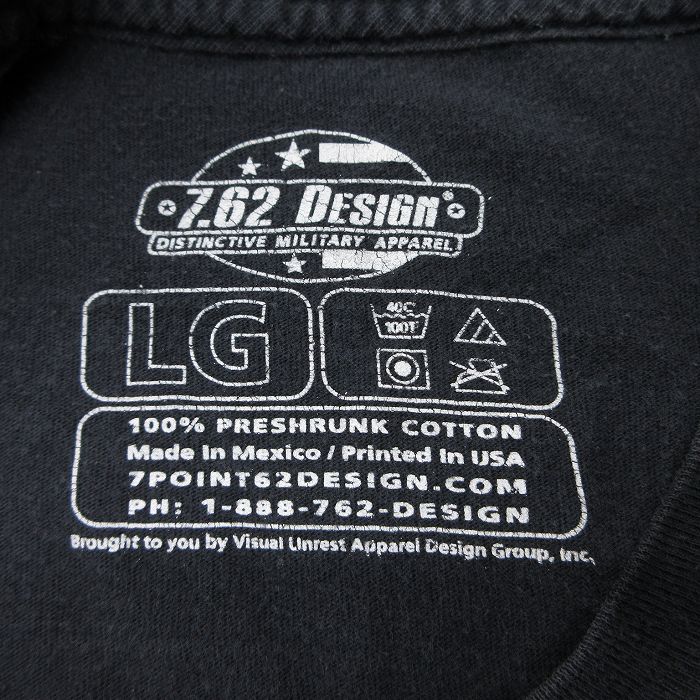 7.62 DESIGN®
DISTINCTIVE MILITARY APPAREL
LG
40C
100T
100% PRESHRUNK COTTON
Made In Mexico / Printed In USA
7POINT62DESIGN.COM
PH: 1-888-762-DESIGN
Brought to you by Visual Unrest Apparel Design Group, Inc.